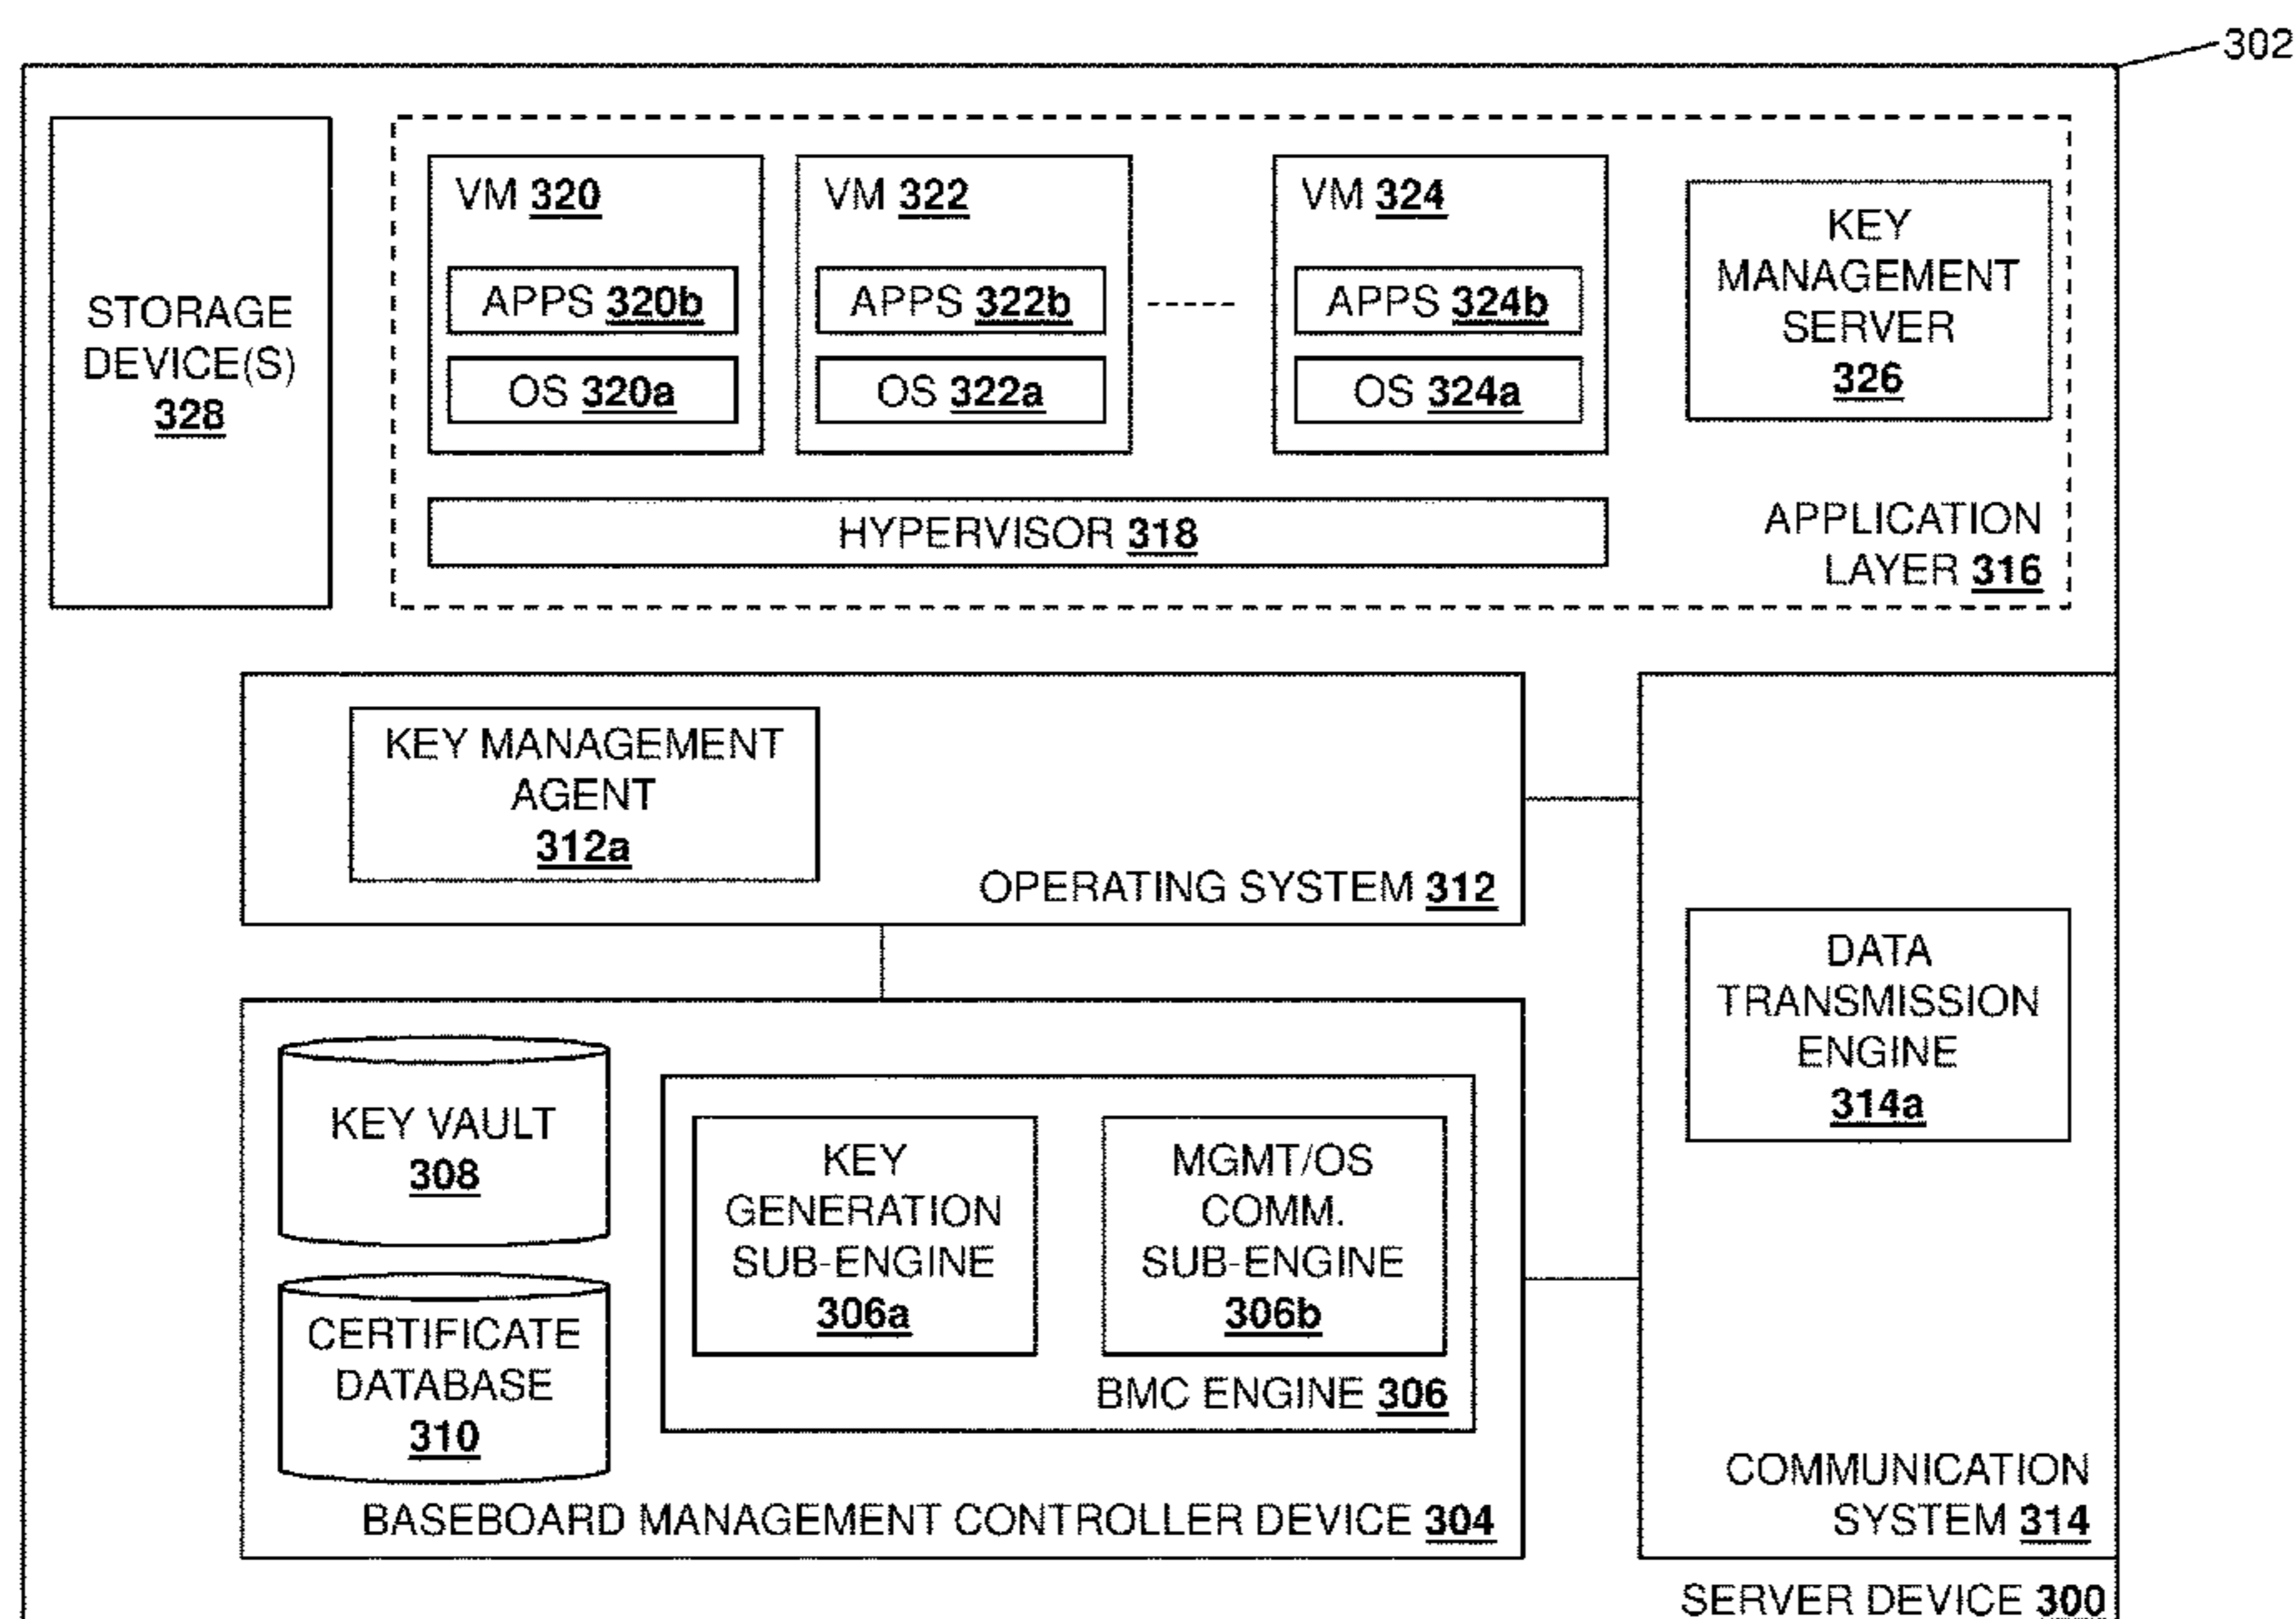 302
STORAGE
DEVICE(S)
328
VM 320
APPS 320b
OS 320a
VM 322
APPS 322b
OS 322a
VM 324
APPS 324b
OS 324a
KEY
MANAGEMENT
SERVER
326
HYPERVISOR 318
APPLICATION
LAYER 316
KEY MANAGEMENT
AGENT
312a
OPERATING SYSTEM 312
DATA
TRANSMISSION
ENGINE
314a
KEY VAULT
308
CERTIFICATE
DATABASE
310
KEY
GENERATION
SUB-ENGINE
306a
MGMT/OS
COMM.
SUB-ENGINE
306b
BMC ENGINE 306
BASEBOARD MANAGEMENT CONTROLLER DEVICE 304
COMMUNICATION
SYSTEM 314
SERVER DEVICE 300